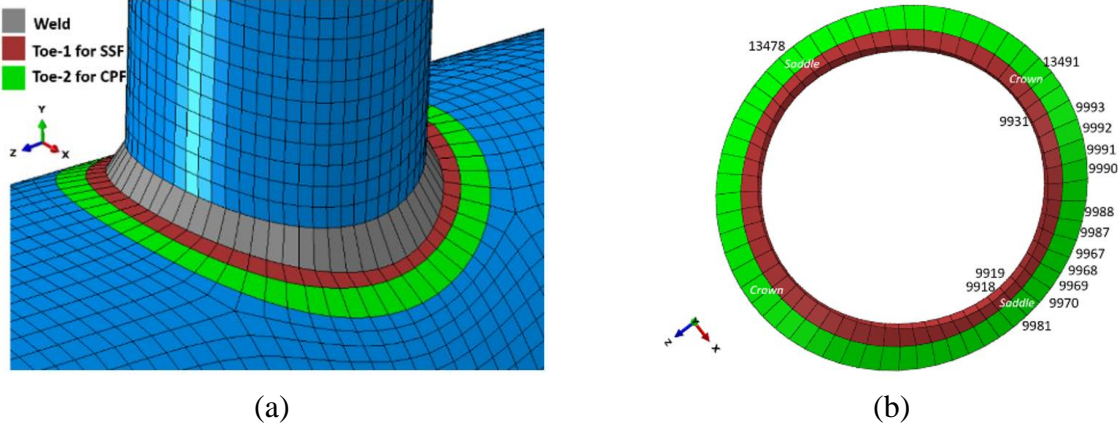 Weld
Toe-1 for SSF
Toe-2 for CPF
Y
Z
X
(a)
13478
Saddle
13491
Crown
9993
9931
9992
9991
9990
9988
9987
9967
9919
9968
9918
9969
Crown
Saddle
9970
9981
Z
X
(b)